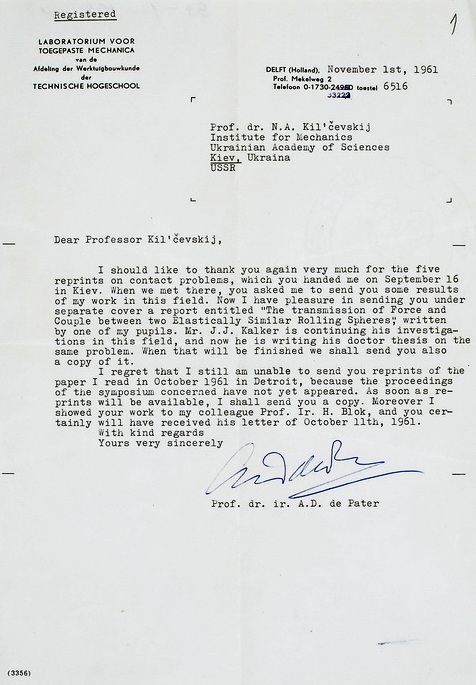 Registered
1
LABORATORIUM VOOR
TOEGEPASTE MECHANICA
van de
Afdeling der Werktuigbouwkunde
der
TECHNISCHE HOGESCHOOL
DELFT (Holland), November 1st, 1961
Prof. Mekelweg 2
Telefoon 0-1730- toestel 6516
33222
Prof. dr. N.A. Kil'čevskij
Institute for Mechanics
Ukrainian Academy of Sciences
Kiev, Ukraina
USSR
Dear Professor Kil'čevskij,
I should like to thank you again very much for the five
reprints on contact problems, which you handed me on September 16
in Kiev. When we met there, you asked me to send you some results
of my work in this field. Now I have pleasure in sending you under
separate cover a report entitled "The transmission of Force and
Couple between two Elastically Similar Rolling Spheres", written
by one of my pupils. Mr. J.J. Kalker is continuing his investiga-
tions in this field, and now he is writing his doctor thesis on the
same problem. When that will be finished we shall send you also
a copy of it.
I regret that I still am unable to send you reprints of the
paper I read in October 1961 in Detroit, because the proceedings
of the symposium concerned have not yet appeared. As soon as re-
prints will be available, I shall send you a copy. Moreover I
showed your work to my colleague Prof. Ir. H. Blok, and you cer-
tainly will have received his letter of October 11th, 1961.
With kind regards
Yours very sincerely
Prof. dr. ir. A.D. de Pater
(3356)